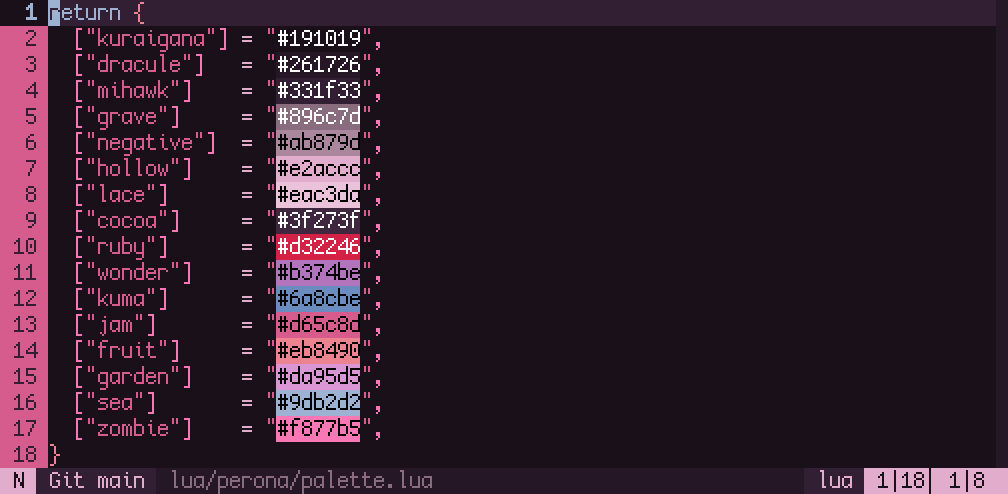 1 return {
2 ["kuraigana"] = "#191019",
3 ["dracule"] = "#261726",
4 ["mihawk"] = "#331f33",
5 ["grave"] = "#896c7d",
6 ["negative"] = "#ab879d",
7 ["hollow"] = "#e2accc",
8 ["lace"] = "#eac3da",
9 ["cocoa"] = "#3f273f",
10 ["ruby"] = "#d32246",
11 ["wonder"] = "#b374be",
12 ["kuma"] = "#6a8cbe",
13 ["jam"] = "#d65c8d",
14 ["fruit"] = "#eb8490",
15 ["garden"] = "#da95d5",
16 ["sea"] = "#9db2d2",
17 ["zombie"] = "#f877b5",
18 }
N Git main lua/perona/palette.lua lua 1|18 1|8